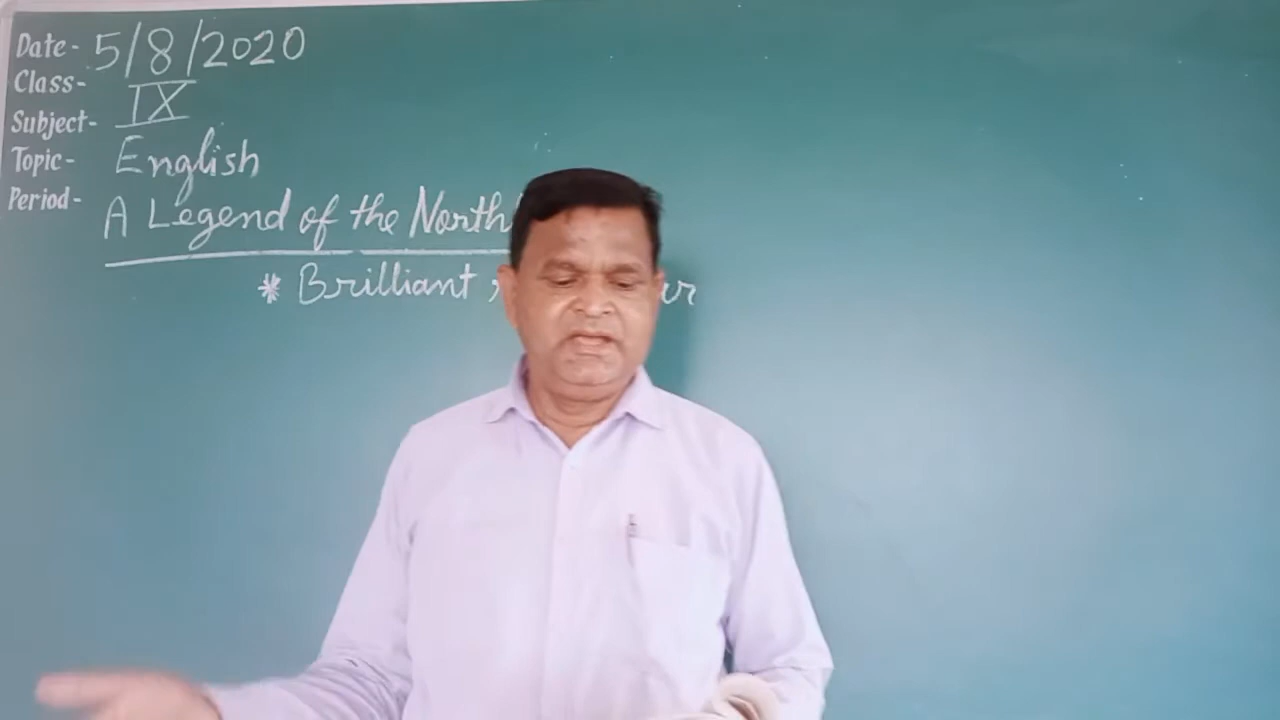 Date- 5/8/2020
Class- IX
Subject-
Topic- English
Period-
A Legend of the North
* Brilliant,